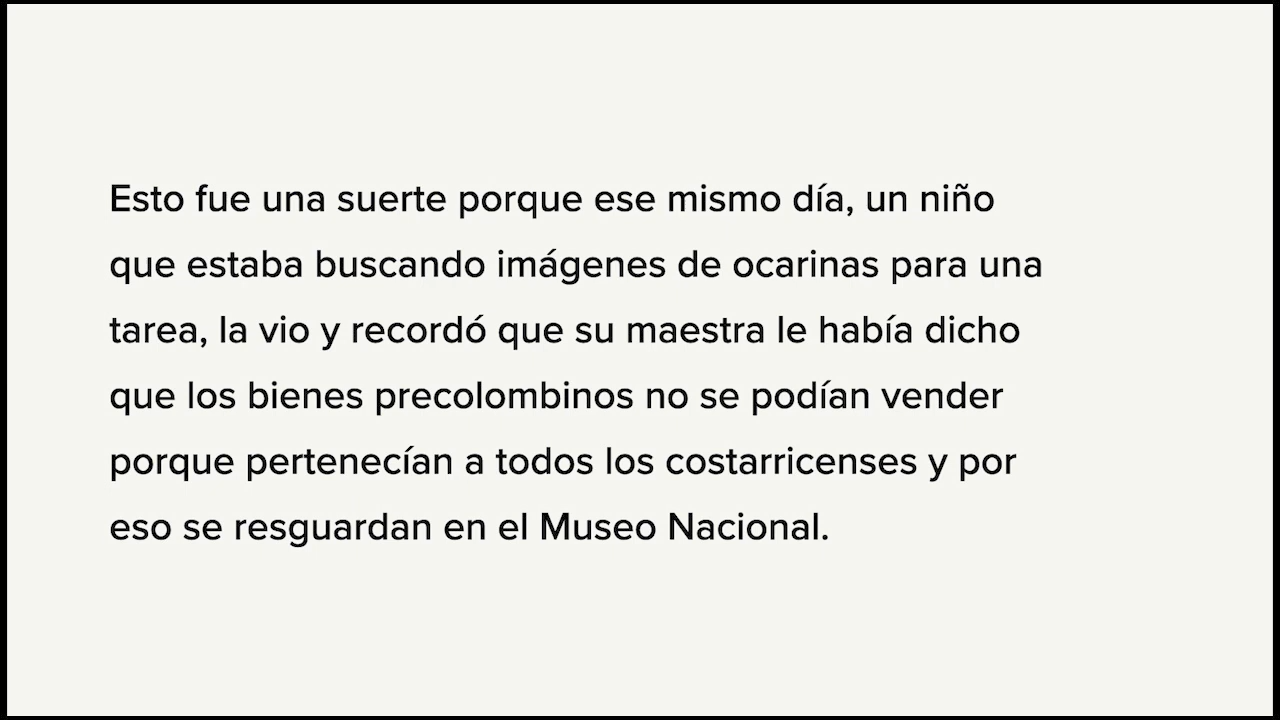 Esto fue una suerte porque ese mismo día, un niño
que estaba buscando imágenes de ocarinas para una
tarea, la vio y recordó que su maestra le había dicho
que los bienes precolombinos no se podían vender
porque pertenecían a todos los costarricenses y por
eso se resguardan en el Museo Nacional.